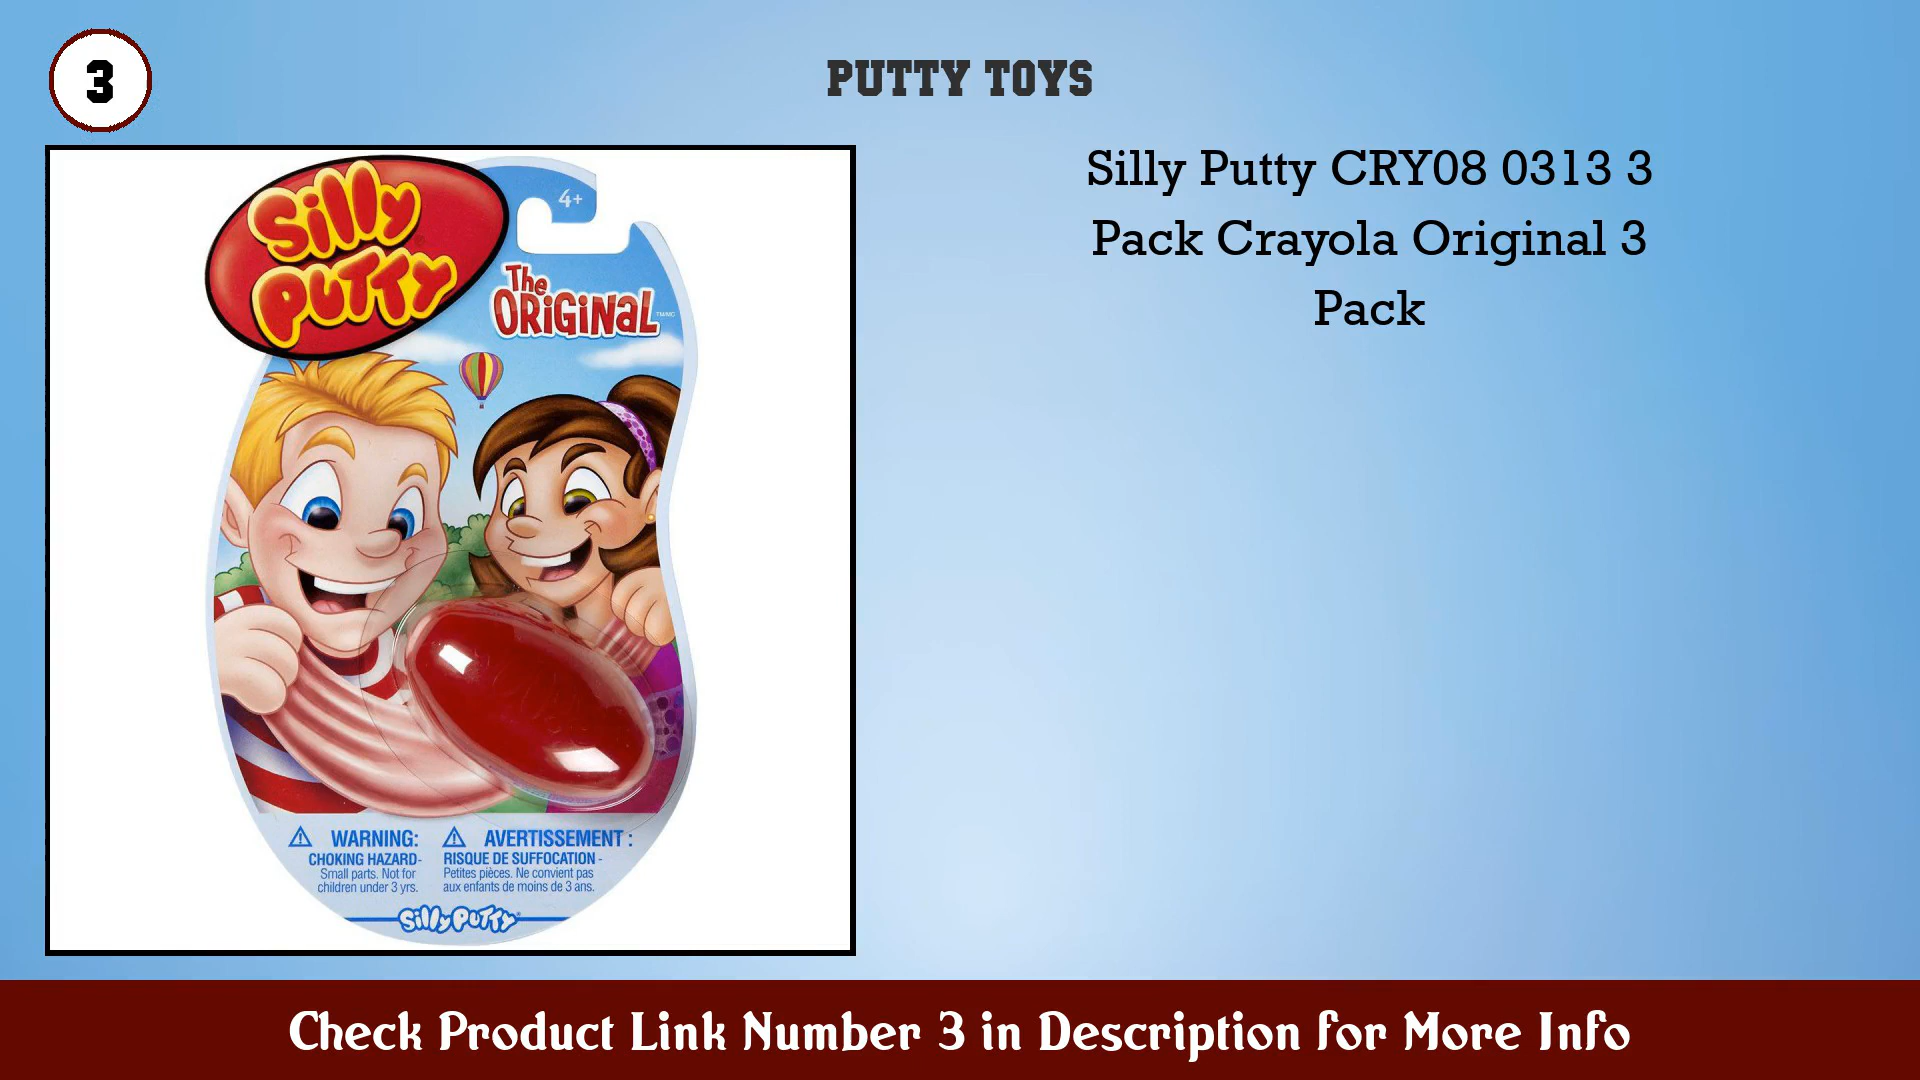 3
PUTTY TOYS
Silly Putty CRY08 0313 3
Pack Crayola Original 3
Pack
Silly
PUTTY
4+
The
ORIGINAL
TM/MC
WARNING:
CHOKING HAZARD-
Small parts. Not for
children under 3 yrs.
AVERTISSEMENT :
RISQUE DE SUFFOCATION -
Petites pièces. Ne convient pas
aux enfants de moins de 3 ans.
Silly Putty
Check Product Link Number 3 in Description for More Info